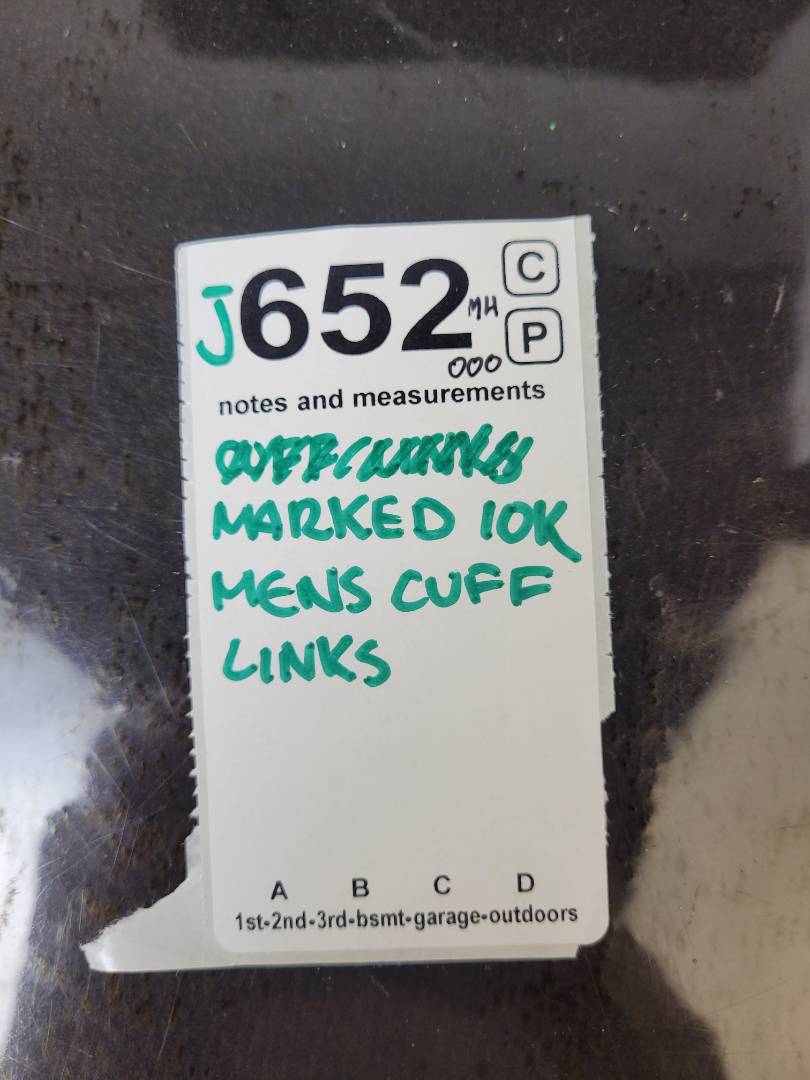 J652 MH C
000 P
notes and measurements
MARKED 10K
MENS CUFF
LINKS
A B C D
1st-2nd-3rd-bsmt-garage-outdoors